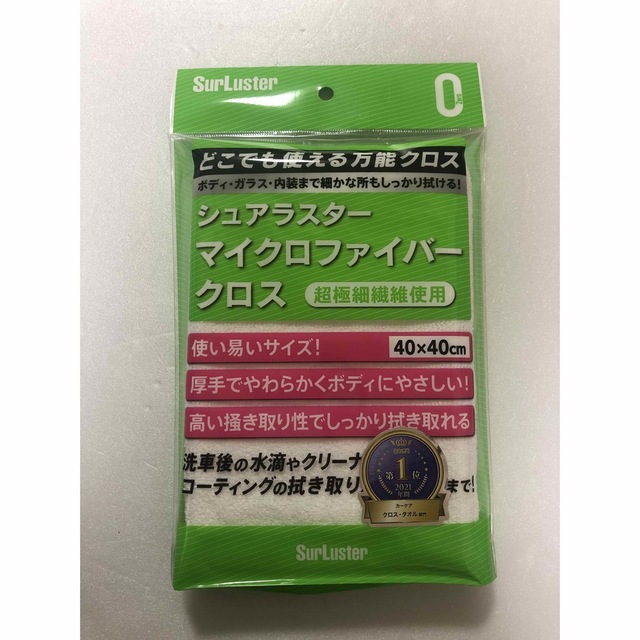 SurLuster
どこでも使える万能クロス
ボディ・ガラス・内装まで細かな所もしっかり拭ける!
シュアラスター
マイクロファイバー
クロス 超極細繊維使用
使い易いサイズ! 40×40cm
厚手でやわらかくボディにやさしい!
高い掻き取り性でしっかり拭き取れる
洗車後の水滴やクリーナ
コーティングの拭き取り まで!
第1位
2021
年間
カーケア
クロス・タオル部門
SurLuster